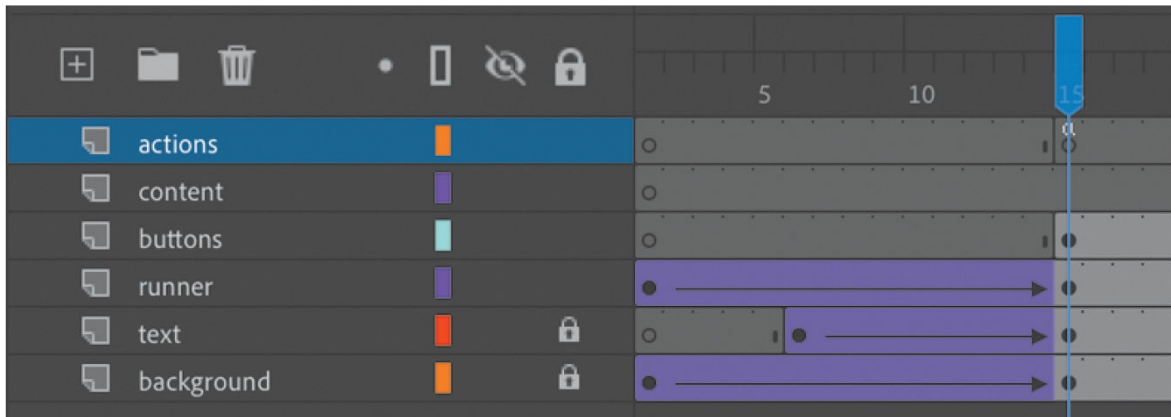 5 10 15
a
actions
content
buttons
runner
text
background